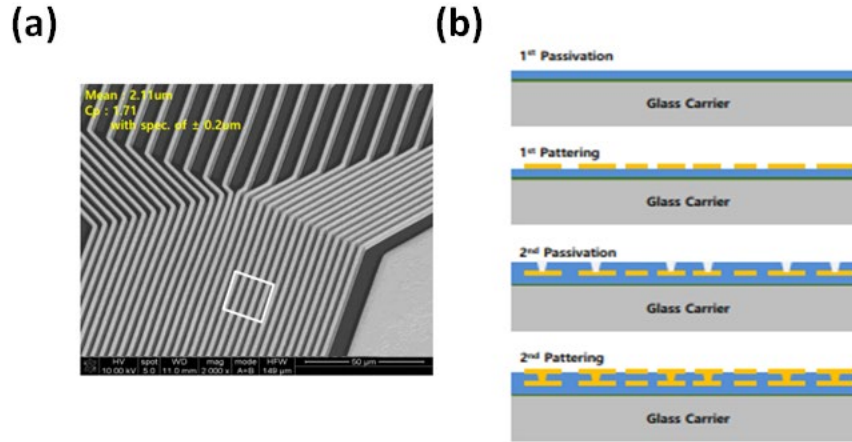 (a)
(b)
Mean : 2.11um
Cp : 1.71
with spec. of ± 0.2um
HV spot WD mag mode HFW
10.00 kV 5.0 11.0 mm 2 000 x A+B 149 µm
50 µm
1st Passivation
Glass Carrier
1st Pattering
Glass Carrier
2nd Passivation
Glass Carrier
2nd Pattering
Glass Carrier